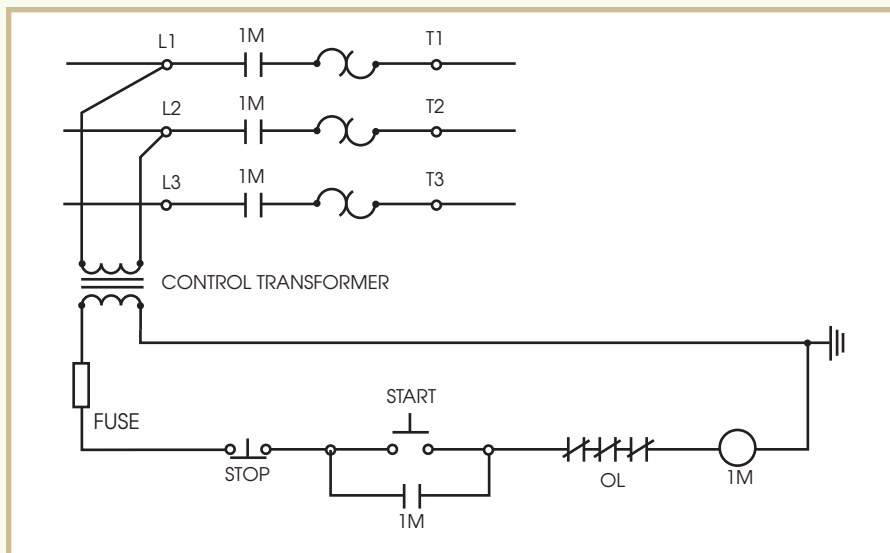 L1
1M
T1
L2
1M
T2
L3
1M
T3
CONTROL TRANSFORMER
FUSE
START
STOP
OL
1M
1M